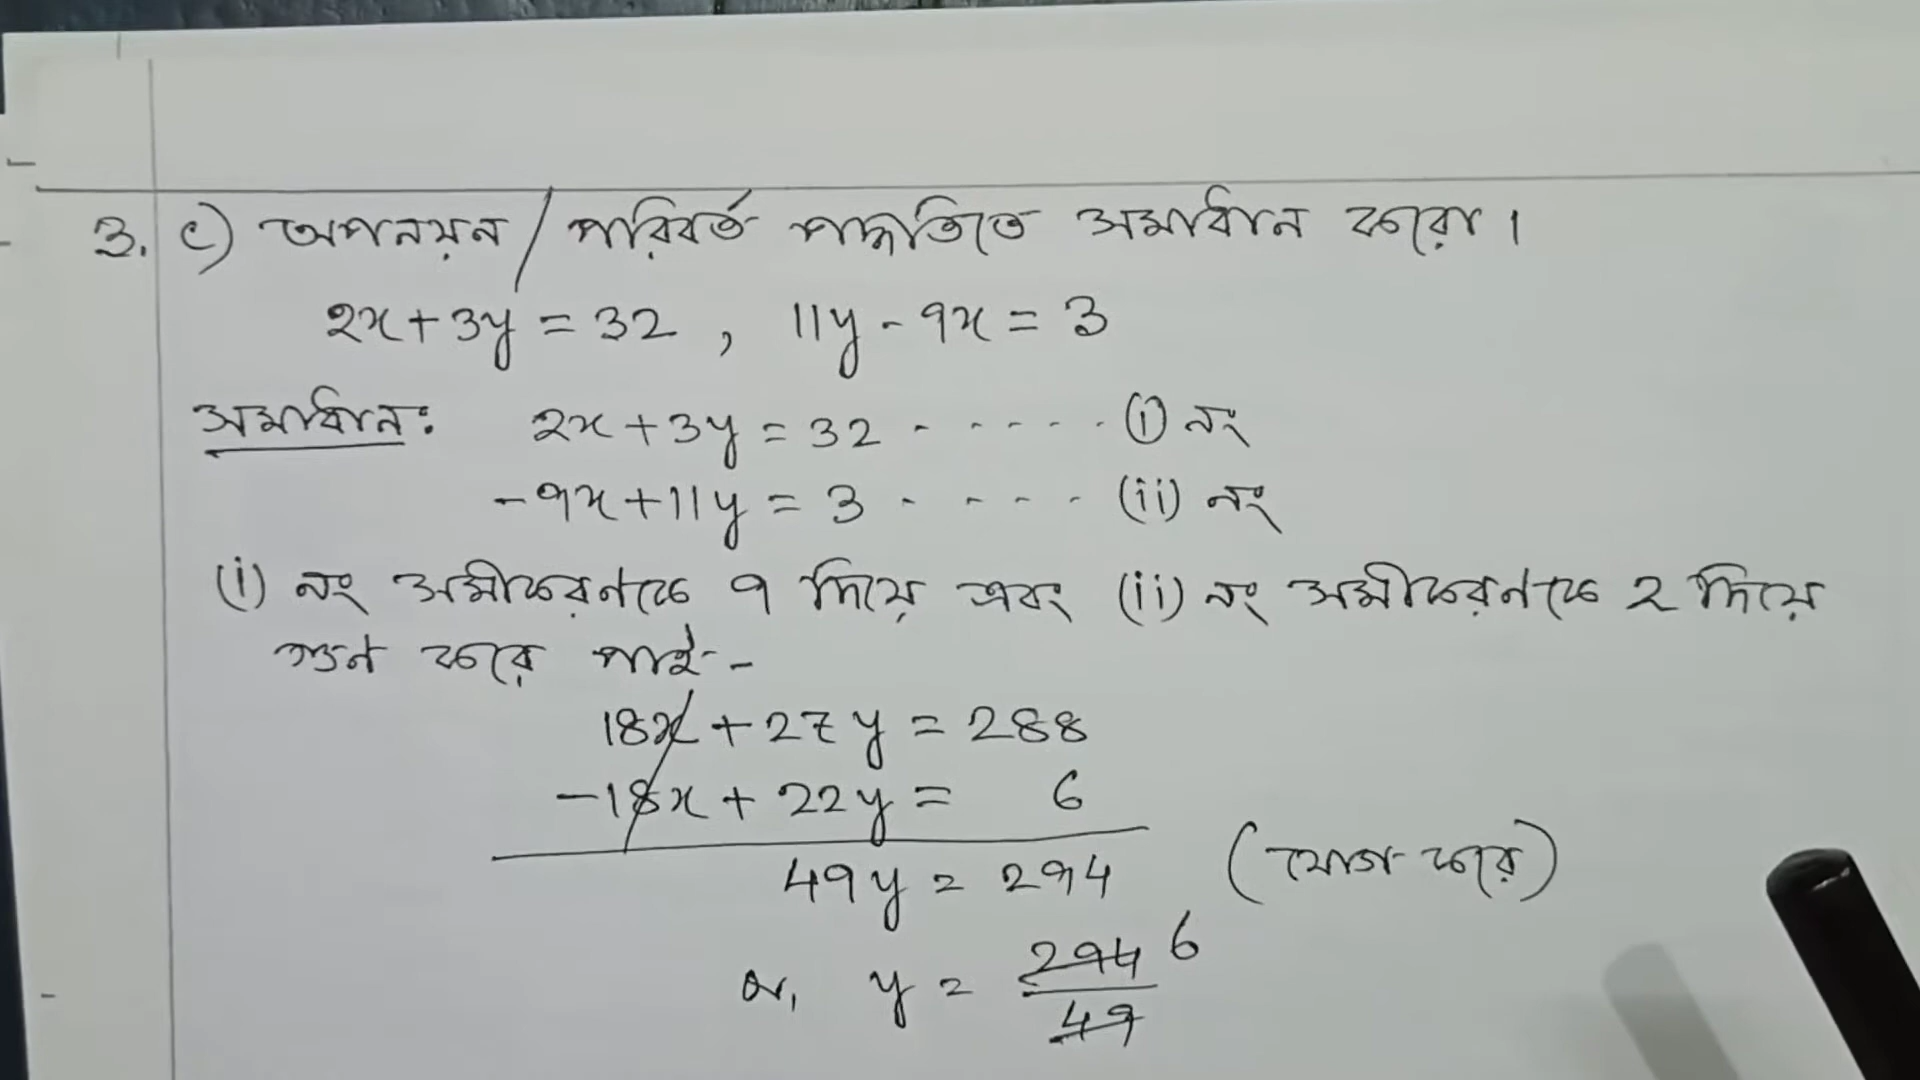 3. c) অপনয়ন / পরিবর্ত পদ্ধতিতে সমাধান করো।
2x + 3y = 32 , 11y - 9x = 3
সমাধানঃ 2x + 3y = 32 - - - - - (i) নং
-9x + 11y = 3 - - - - (ii) নং
(i) নং সমীকরণকে 9 দিয়ে এবং (ii) নং সমীকরণকে 2 দিয়ে
গুন করে পাই--
18x + 27y = 288
-18x + 22y = 6
49y = 294 (যোগ করে)
বা, y = 294/49 6